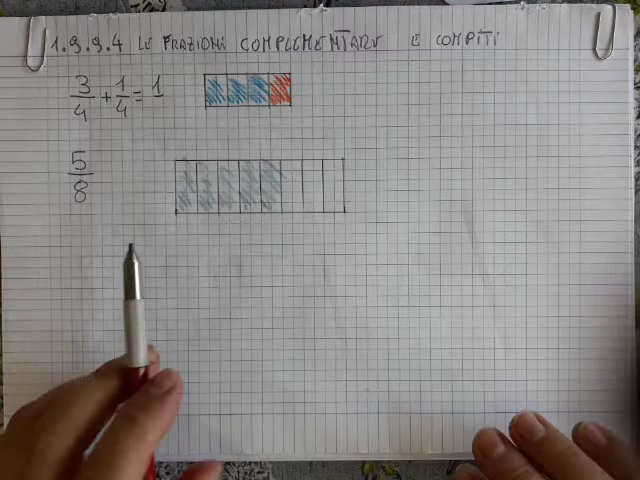 1.9.9.4 LE FRAZIONI COMPLEMENTARI E COMPITI
3/4 + 1/4 = 1
5/8